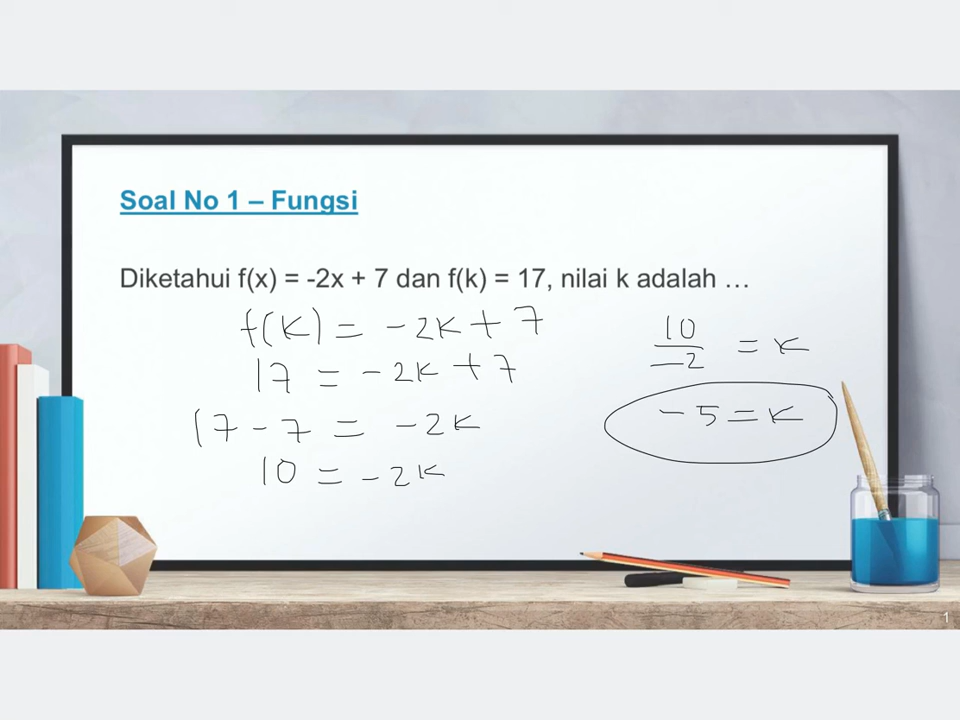 Soal No 1 – Fungsi
Diketahui f(x) = -2x + 7 dan f(k) = 17, nilai k adalah …
f(k) = -2k + 7
17 = -2k + 7
17 - 7 = -2k
10 = -2k
10/-2 = k
-5 = k
1